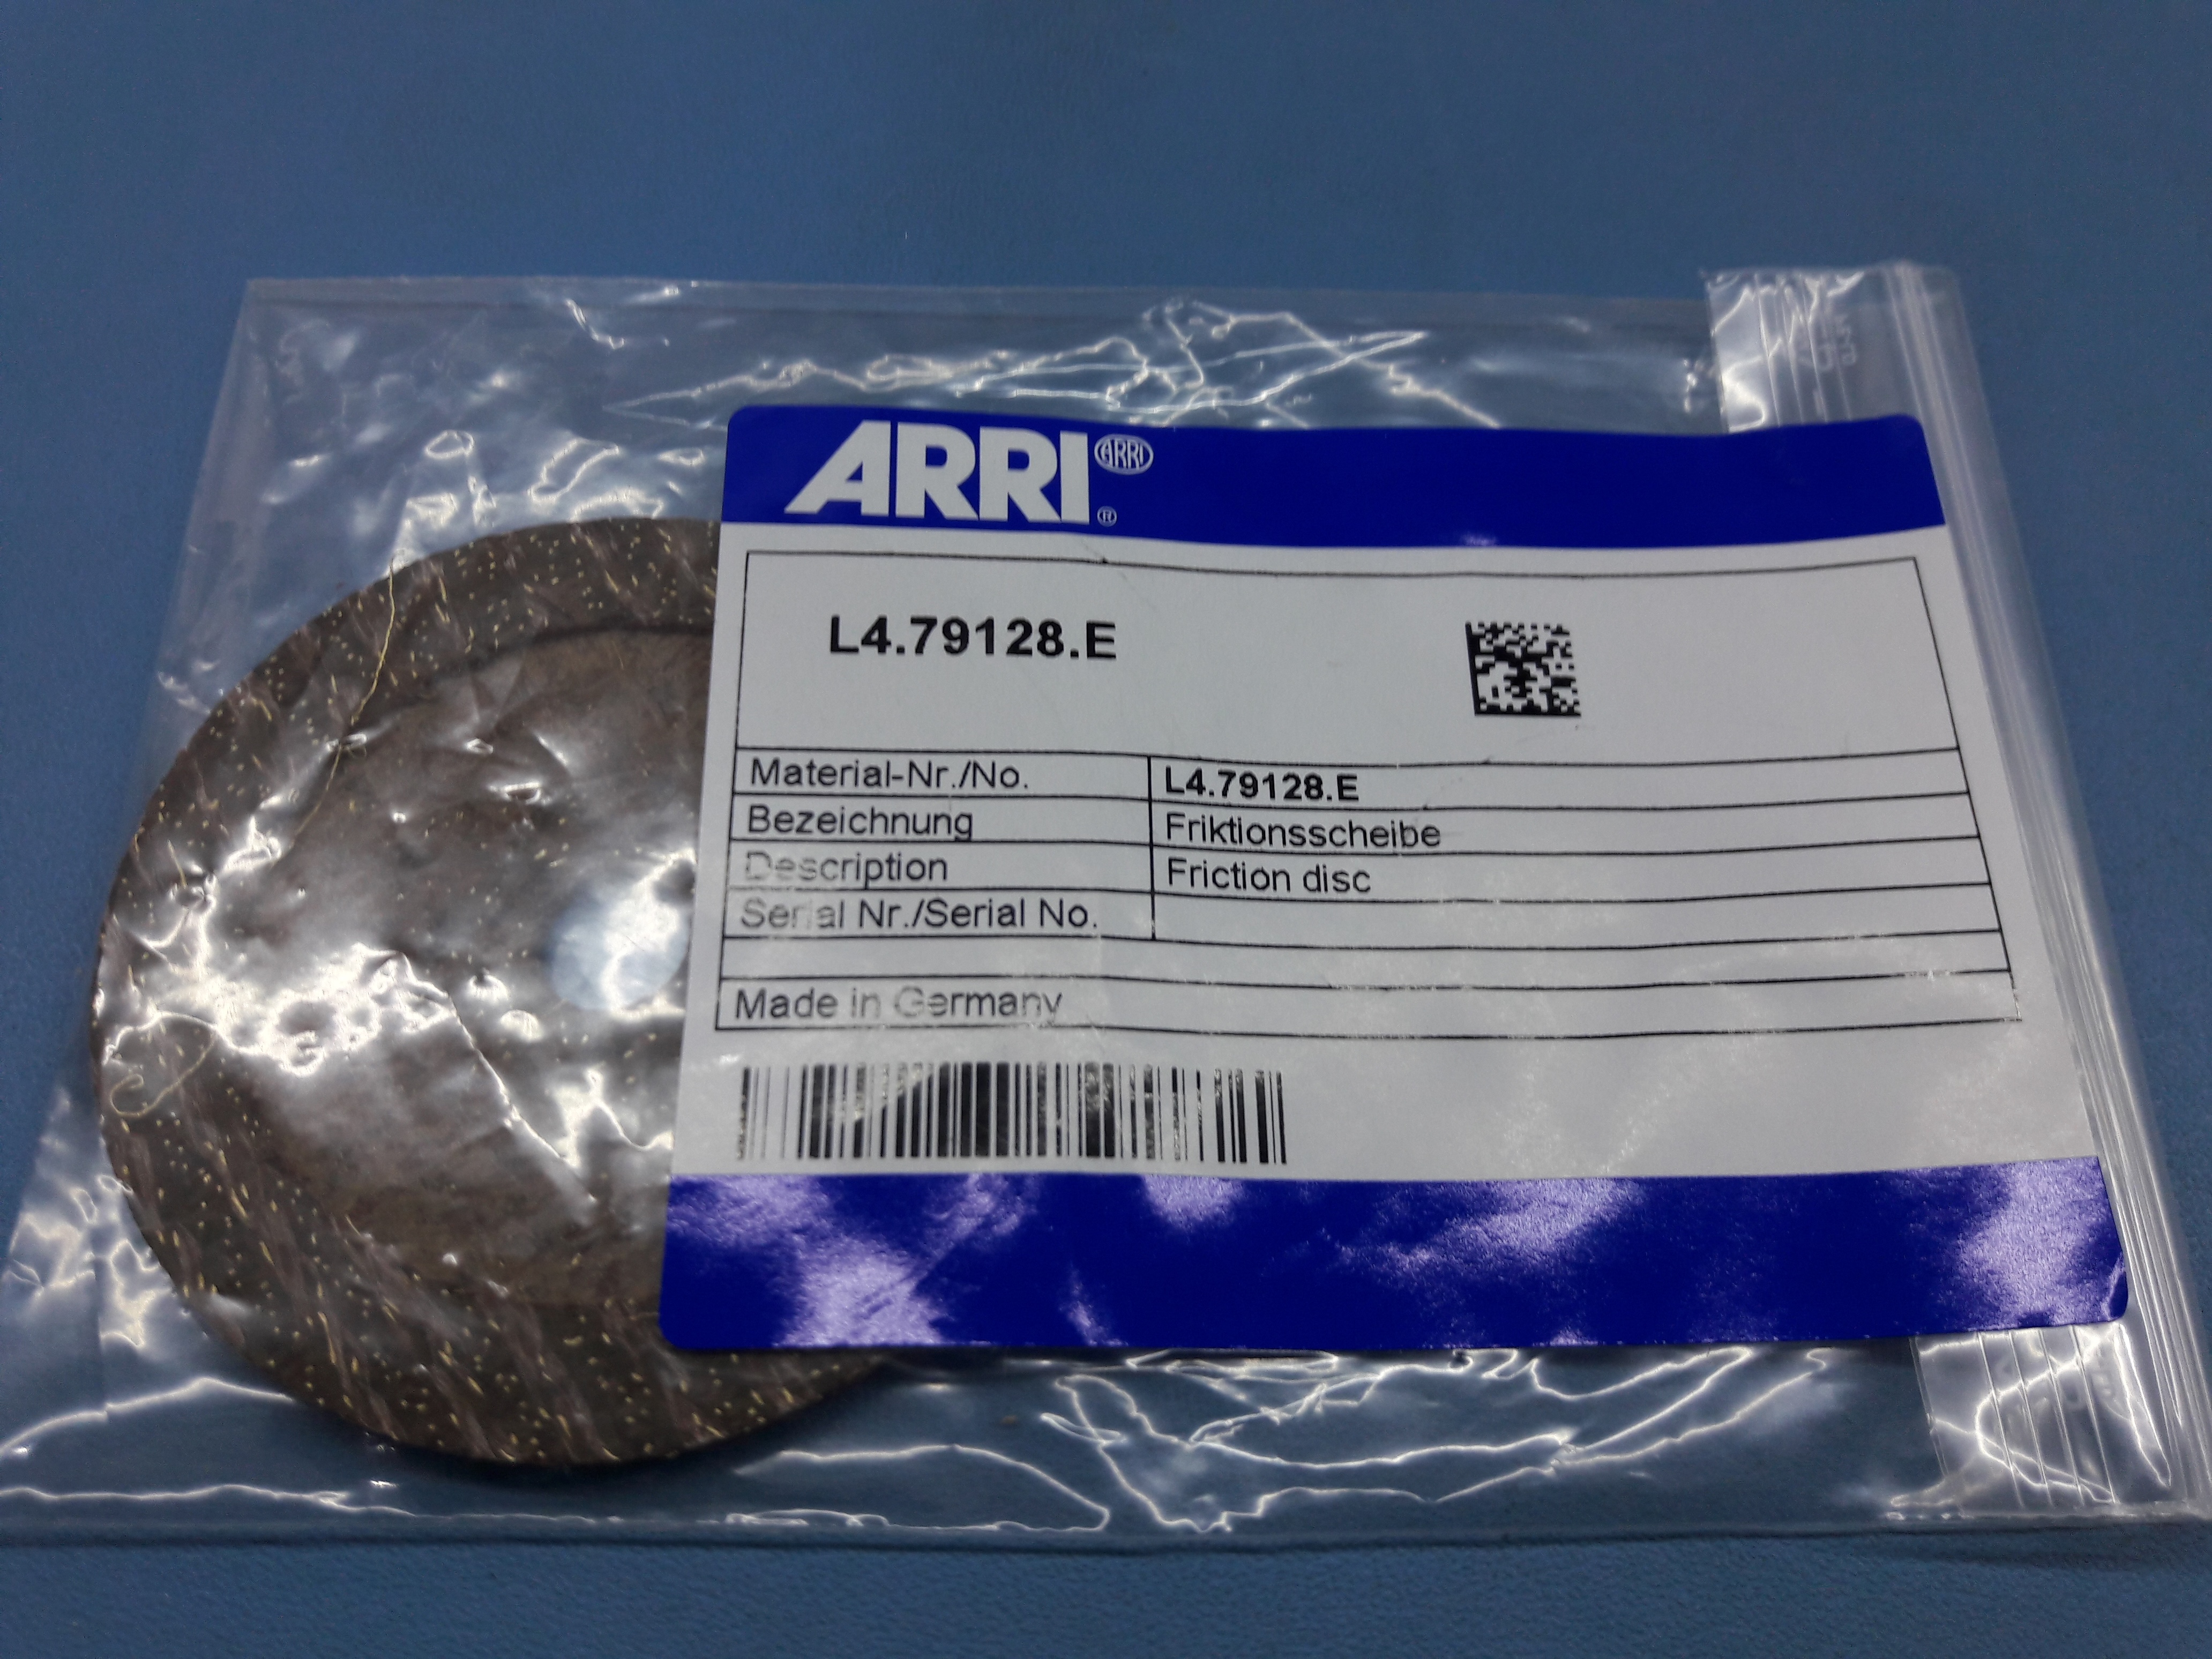 ARRI ARRI
®
L4.79128.E
Material-Nr./No. L4.79128.E
Bezeichnung Friktionsscheibe
Description Friction disc
Serial Nr./Serial No.
Made in Germany